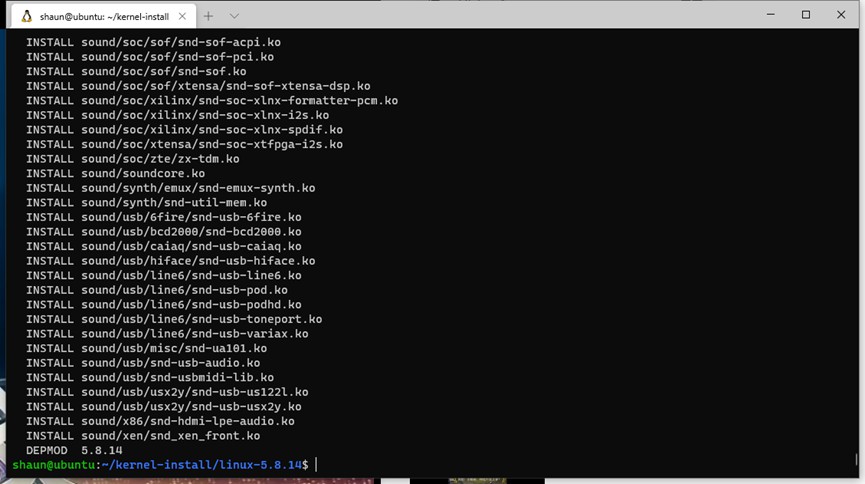 shaun@ubuntu: ~/kernel-install
INSTALL sound/soc/sof/snd-sof-acpi.ko
INSTALL sound/soc/sof/snd-sof-pci.ko
INSTALL sound/soc/sof/snd-sof.ko
INSTALL sound/soc/sof/xtensa/snd-sof-xtensa-dsp.ko
INSTALL sound/soc/xilinx/snd-soc-xlnx-formatter-pcm.ko
INSTALL sound/soc/xilinx/snd-soc-xlnx-i2s.ko
INSTALL sound/soc/xilinx/snd-soc-xlnx-spdif.ko
INSTALL sound/soc/xtensa/snd-soc-xtfpga-i2s.ko
INSTALL sound/soc/zte/zx-tdm.ko
INSTALL sound/soundcore.ko
INSTALL sound/synth/emux/snd-emux-synth.ko
INSTALL sound/synth/snd-util-mem.ko
INSTALL sound/usb/6fire/snd-usb-6fire.ko
INSTALL sound/usb/bcd2000/snd-bcd2000.ko
INSTALL sound/usb/caiaq/snd-usb-caiaq.ko
INSTALL sound/usb/hiface/snd-usb-hiface.ko
INSTALL sound/usb/line6/snd-usb-line6.ko
INSTALL sound/usb/line6/snd-usb-pod.ko
INSTALL sound/usb/line6/snd-usb-podhd.ko
INSTALL sound/usb/line6/snd-usb-toneport.ko
INSTALL sound/usb/line6/snd-usb-variax.ko
INSTALL sound/usb/misc/snd-ua101.ko
INSTALL sound/usb/snd-usb-audio.ko
INSTALL sound/usb/snd-usbmidi-lib.ko
INSTALL sound/usb/usx2y/snd-usb-us122l.ko
INSTALL sound/usb/usx2y/snd-usb-usx2y.ko
INSTALL sound/x86/snd-hdmi-lpe-audio.ko
INSTALL sound/xen/snd_xen_front.ko
DEPMOD 5.8.14
shaun@ubuntu:~/kernel-install/linux-5.8.14$